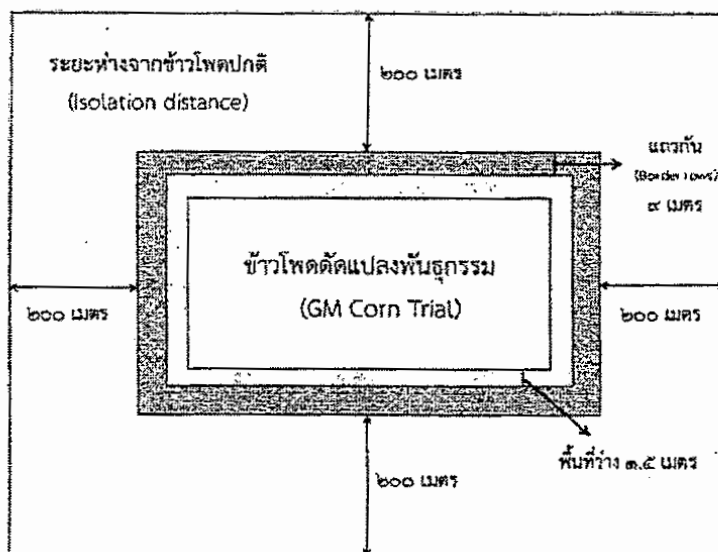 ระยะห่างจากข้าวโพดปกติ
(Isolation distance)
๒๐๐ เมตร
แถวกัน
(Border rows)
๙ เมตร
ข้าวโพดดัดแปลงพันธุกรรม
(GM Corn Trial)
๒๐๐ เมตร
๒๐๐ เมตร
พื้นที่ว่าง ๑.๕ เมตร
๒๐๐ เมตร